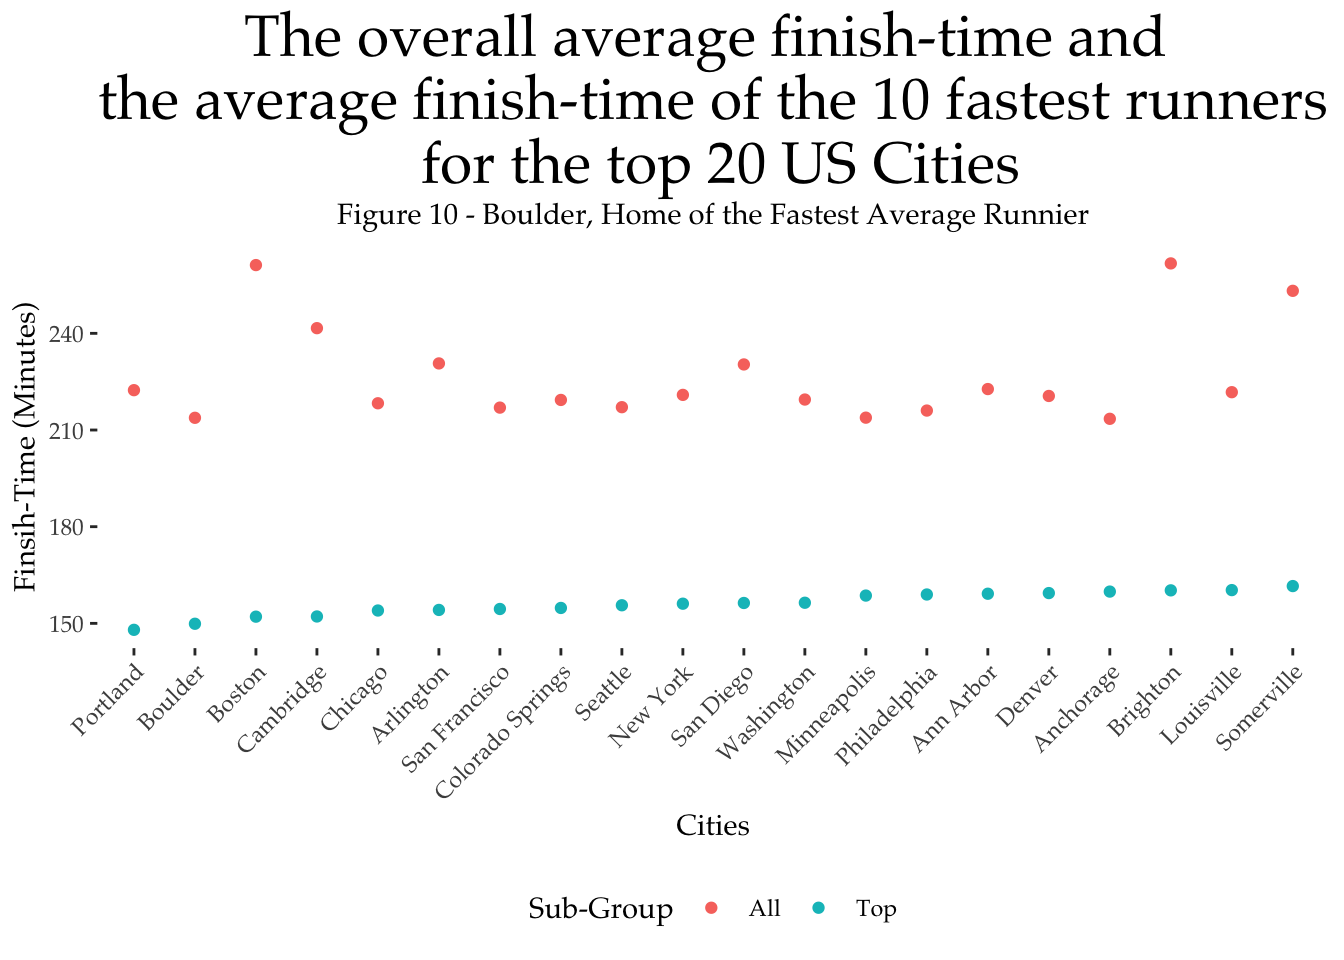 The overall average finish-time and
the average finish-time of the 10 fastest runners
for the top 20 US Cities
Figure 10 - Boulder, Home of the Fastest Average Runnier
Finsih-Time (Minutes)
240
210
180
150
Portland
Boulder
Boston
Cambridge
Chicago
Arlington
San Francisco
Colorado Springs
Seattle
New York
San Diego
Washington
Minneapolis
Philadelphia
Ann Arbor
Denver
Anchorage
Brighton
Louisville
Somerville
Cities
Sub-Group All Top